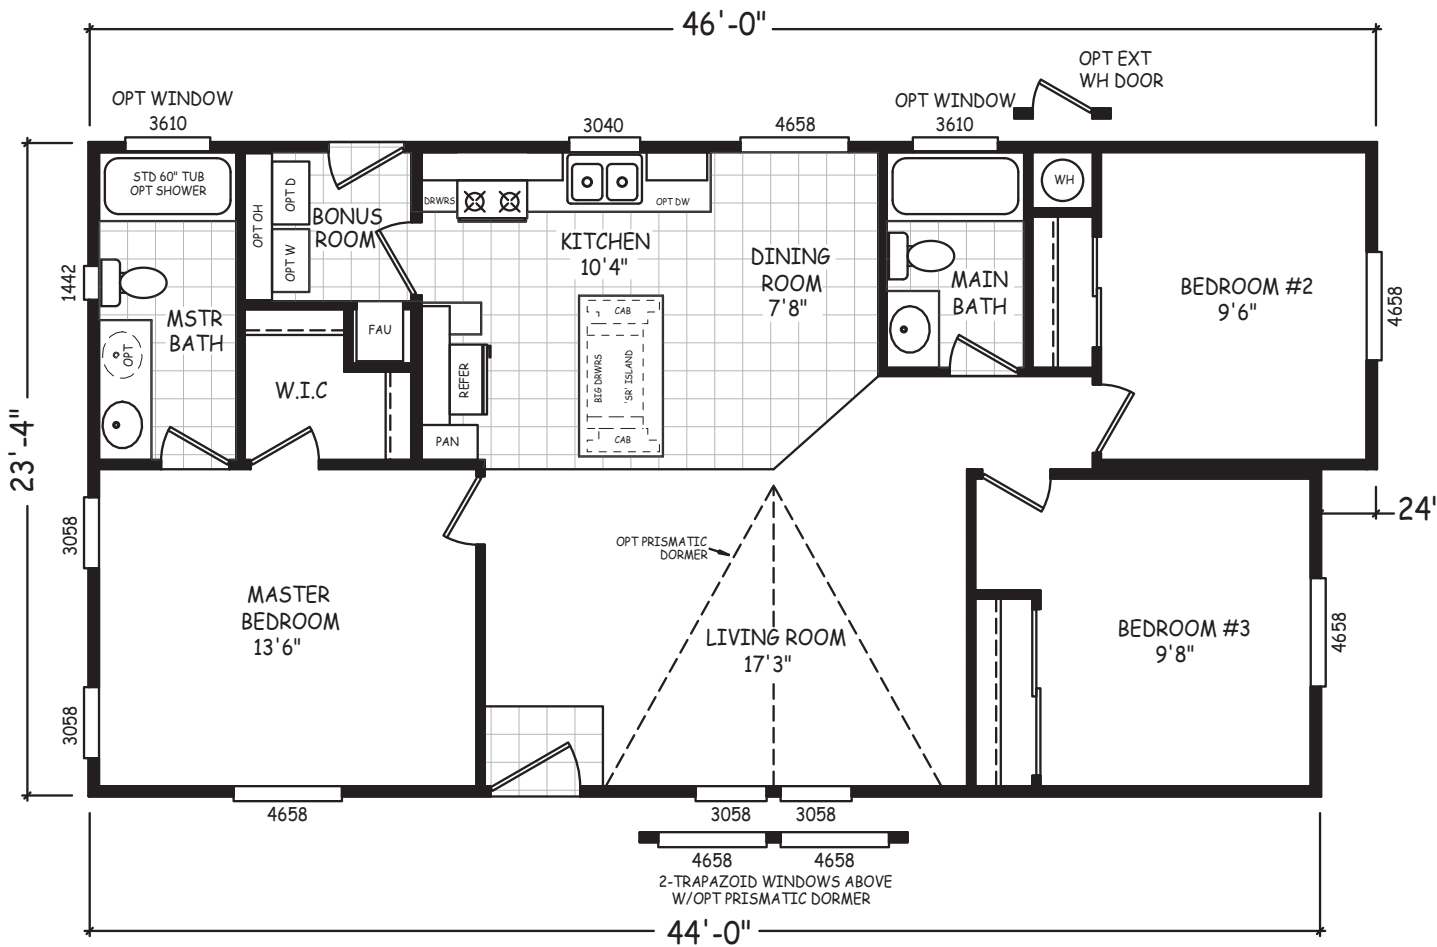 46'-0"
OPT EXT
WH DOOR
OPT WINDOW
3610
3040
4658
OPT WINDOW
3610
STD 60" TUB
OPT SHOWER
OPT OH
OPT D
OPT W
BONUS
ROOM
DRWRS
OPT DW
WH
KITCHEN
10'4"
DINING
ROOM
7'8"
MAIN
BATH
BEDROOM #2
9'6"
4658
1442
MSTR
BATH
OPT
FAU
W.I.C
REFER
PAN
CAB
BIG DRWRS
'SR' ISLAND
CAB
23'-4"
24'
3058
OPT PRISMATIC
DORMER
MASTER
BEDROOM
13'6"
LIVING ROOM
17'3"
BEDROOM #3
9'8"
4658
3058
4658
3058
3058
4658
4658
2-TRAPAZOID WINDOWS ABOVE
W/OPT PRISMATIC DORMER
44'-0"